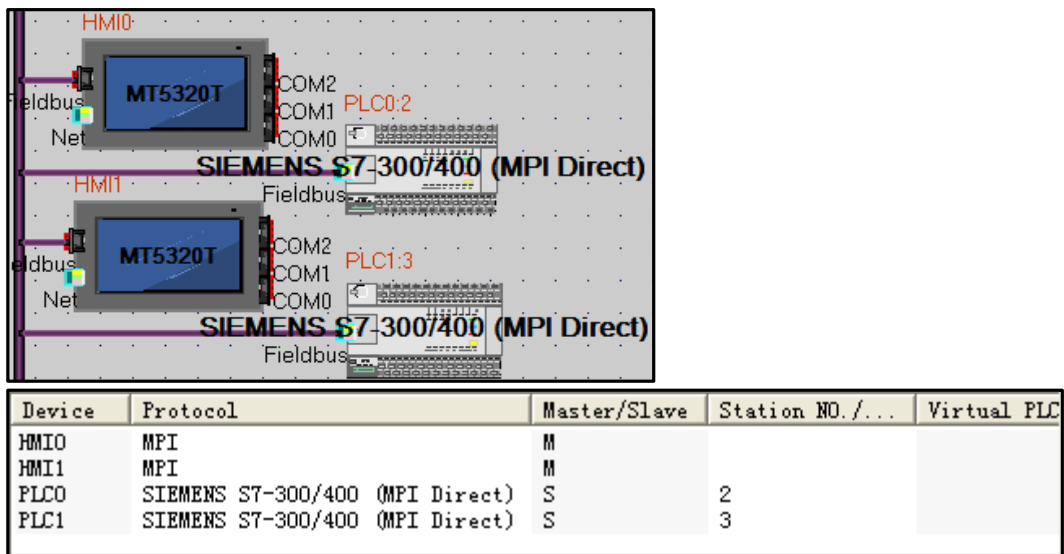 HMI0
MT5320T
COM2
COM1
COM0
Fieldbus
Net
PLC0:2
SIEMENS S7-300/400 (MPI Direct)
Fieldbus
HMI1
MT5320T
COM2
COM1
COM0
eldbus
Net
PLC1:3
SIEMENS S7-300/400 (MPI Direct)
Fieldbus
Device Protocol Master/Slave Station NO./... Virtual PLC
HMI0 MPI M
HMI1 MPI M
PLC0 SIEMENS S7-300/400 (MPI Direct) S 2
PLC1 SIEMENS S7-300/400 (MPI Direct) S 3